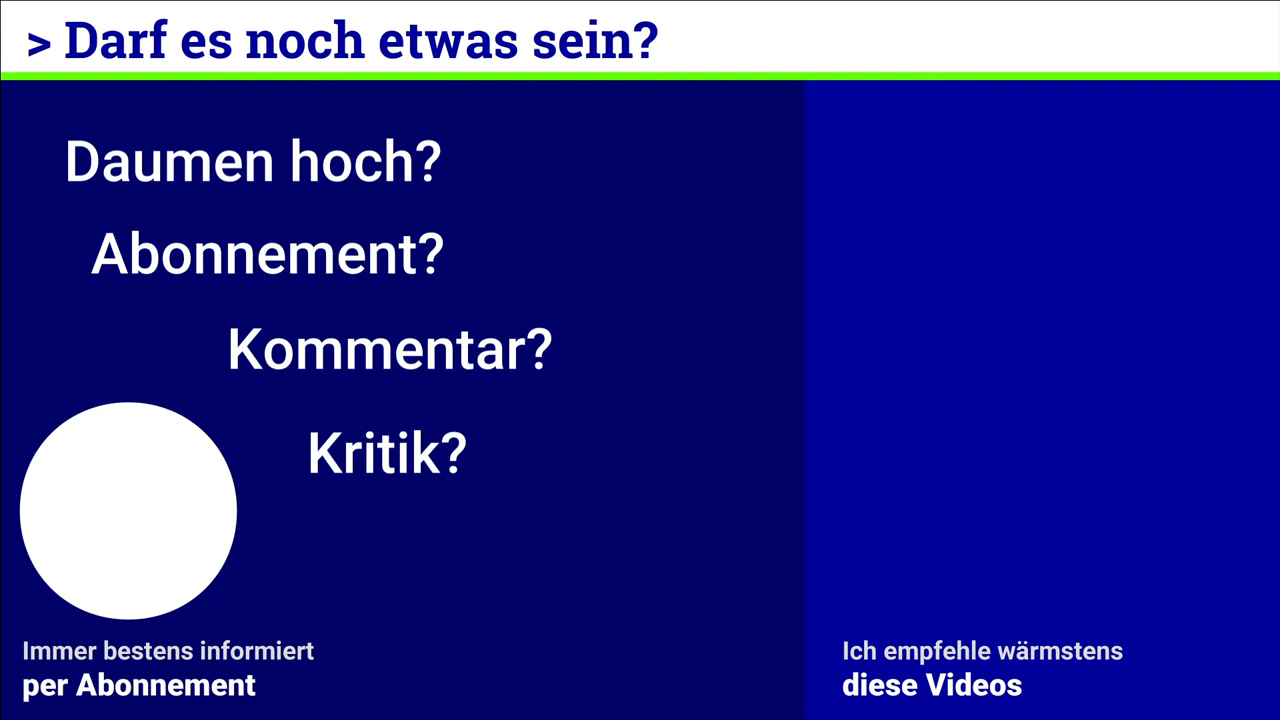 > Darf es noch etwas sein?
Daumen hoch?
Abonnement?
Kommentar?
Kritik?
Immer bestens informiert
per Abonnement
Ich empfehle wärmstens
diese Videos